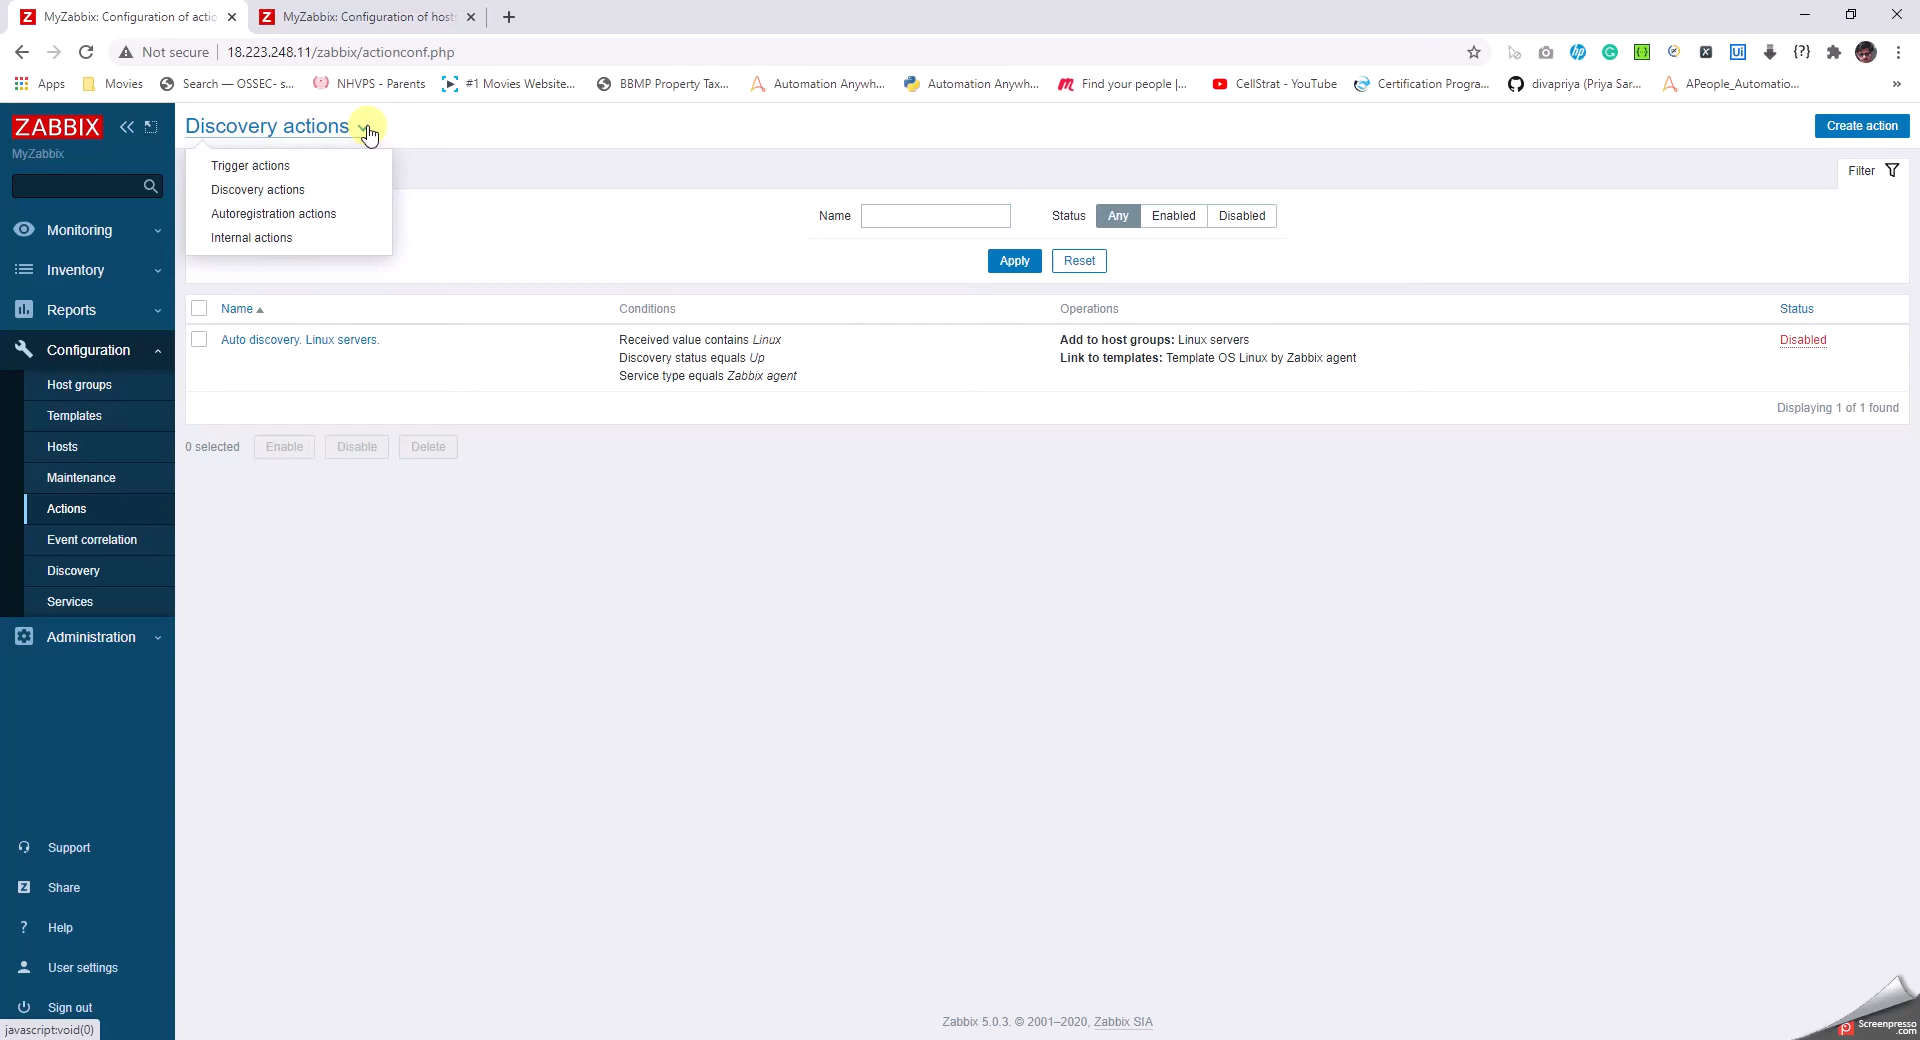 MyZabbix: Configuration of actio
MyZabbix: Configuration of hosts
Not secure
18.223.248.11/zabbix/actionconf.php
Apps
Movies
Search — OSSEC- s...
NHVPS - Parents
#1 Movies Website...
BBMP Property Tax...
Automation Anywh...
Automation Anywh...
Find your people |...
CellStrat - YouTube
Certification Progra...
divapriya (Priya Sar...
APeople_Automatio...
ZABBIX
MyZabbix
Discovery actions
Create action
Trigger actions
Discovery actions
Autoregistration actions
Internal actions
Filter
Name
Status
Any
Enabled
Disabled
Apply
Reset
Monitoring
Inventory
Reports
Configuration
Host groups
Templates
Hosts
Maintenance
Actions
Event correlation
Discovery
Services
Administration
Support
Share
Help
User settings
Sign out
javascript:void(0)
Name
Conditions
Operations
Status
Auto discovery. Linux servers.
Received value contains Linux
Discovery status equals Up
Service type equals Zabbix agent
Add to host groups: Linux servers
Link to templates: Template OS Linux by Zabbix agent
Disabled
Displaying 1 of 1 found
0 selected
Enable
Disable
Delete
Zabbix 5.0.3. © 2001–2020, Zabbix SIA
Screenpresso
.com